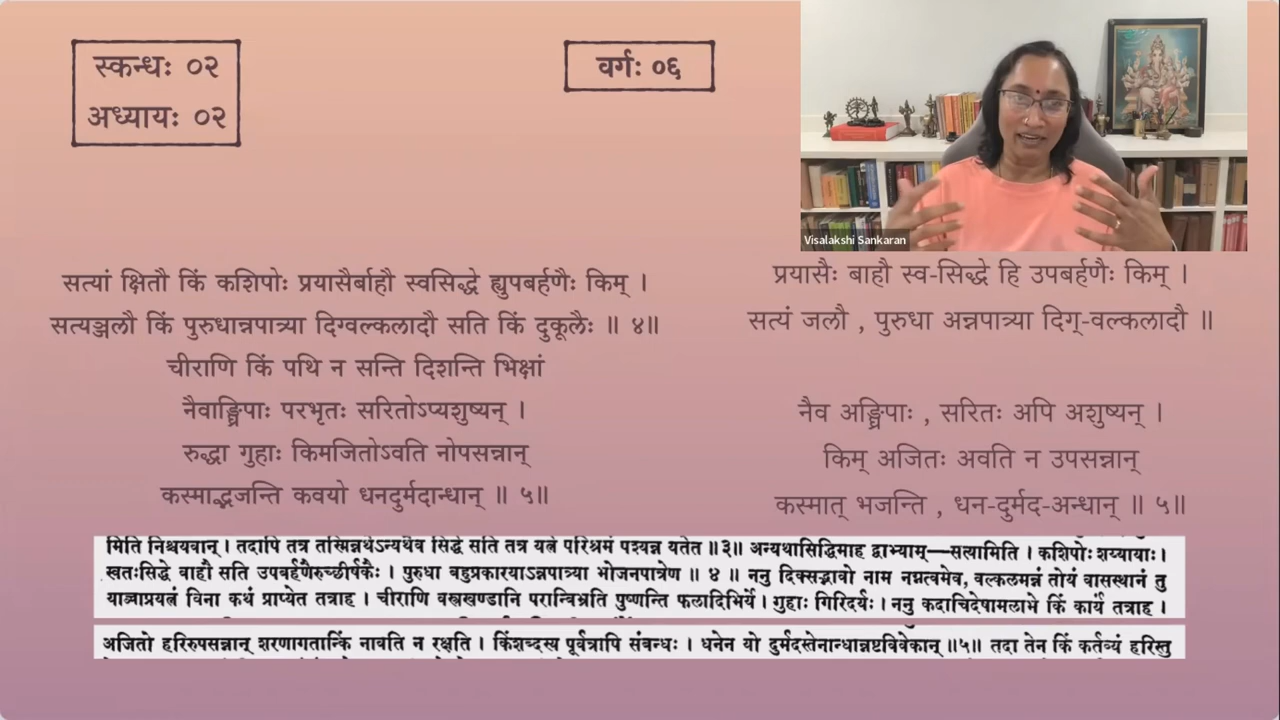 स्कन्धः ०२
अध्यायः ०२
वर्गः ०६
Visalakshi Sankaran
सत्यां क्षितौ किं कशिपोः प्रयासैर्बाहौ स्वसिद्धे ह्युपबर्हणैः किम् ।
सत्यञ्जलौ किं पुरुधान्नपात्र्या दिग्वल्कलादौ सति किं दुकूलैः ॥ ४॥
चीराणि किं पथि न सन्ति दिशन्ति भिक्षां
नैवाङ्घ्रिपाः परभृतः सरितोऽप्यशुष्यन् ।
रुद्धा गुहाः किमजितोऽवति नोपसन्नान्
कस्माद्भजन्ति कवयो धनदुर्मदान्धान् ॥ ५॥
प्रयासैः बाहौ स्व-सिद्धे हि उपबर्हणैः किम् ।
सत्यं जलौ , पुरुधा अन्नपात्र्या दिग्-वल्कलादौ ॥
नैव अङ्घ्रिपाः , सरितः अपि अशुष्यन् ।
किम् अजितः अवति न उपसन्नान्
कस्मात् भजन्ति , धन-दुर्मद-अन्धान् ॥ ५॥
मिति निश्चयवान् । तदापि तत्र तस्मिन्नर्थेऽन्यथैव सिद्धे सति तत्र यत्नं परिश्रमं पश्यन्न यतेत ॥३॥ अन्यथासिद्धिमाह द्वाभ्याम्—सत्यामिति । कशिपोः शय्यायाः ।
स्वतःसिद्धे बाहौ सति उपबर्हणैरुच्छीर्षकैः । पुरुधा बहुप्रकारयाऽन्नपात्र्या भोजनपात्रेण ॥ ४ ॥ ननु दिक्सद्भावो नाम नग्नत्वमेव, वल्कलमन्नं तोयं वासस्थानं तु
याञ्चाप्रयत्नं विना कथं प्राप्येत तत्राह । चीराणि वस्त्रखण्डानि परान्बिभ्रति पुष्णन्ति फलादिभिर्ये । गुहाः गिरिदर्यः । ननु कदाचिदेषामलाभे किं कार्यं तत्राह ।
अजितो हरिरुपसन्नान् शरणागतान्किं नावति न रक्षति । किंशब्दस्य पूर्वत्रापि संबन्धः । धनेन यो दुर्मदस्तेनान्धान्नष्टविवेकान् ॥५॥ तदा तेन किं कर्तव्यं हरिस्तु